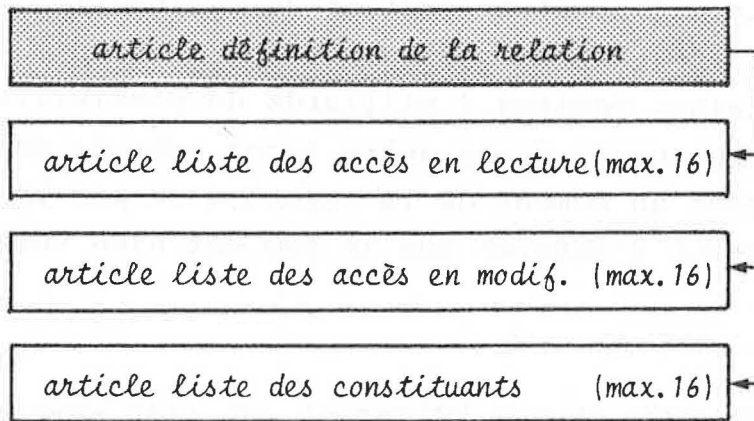 article définition de la relation
article liste des accès en lecture (max. 16)
article liste des accès en modif. (max. 16)
article liste des constituants (max. 16)